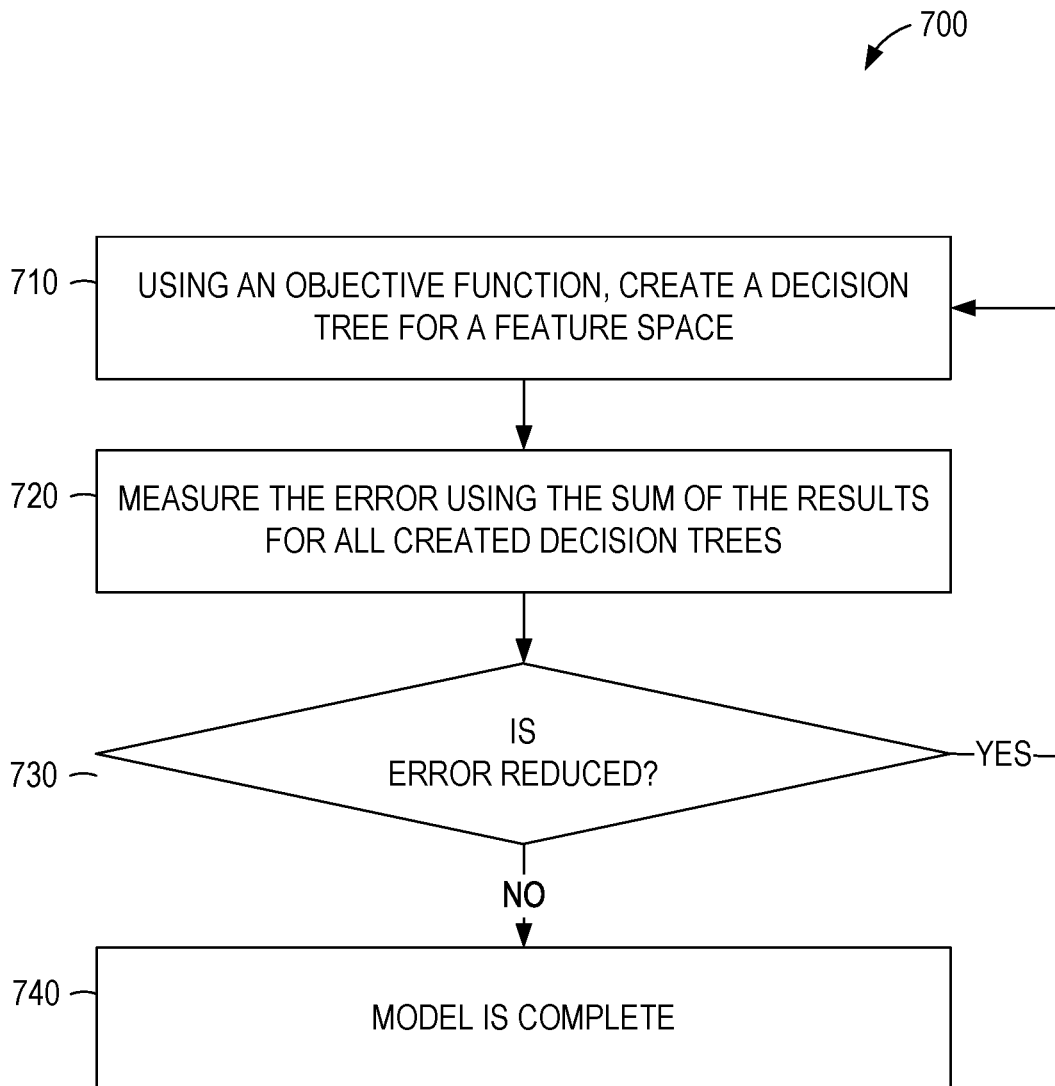 700
710
USING AN OBJECTIVE FUNCTION, CREATE A DECISION
TREE FOR A FEATURE SPACE
720
MEASURE THE ERROR USING THE SUM OF THE RESULTS
FOR ALL CREATED DECISION TREES
730
IS
ERROR REDUCED?
YES
NO
740
MODEL IS COMPLETE